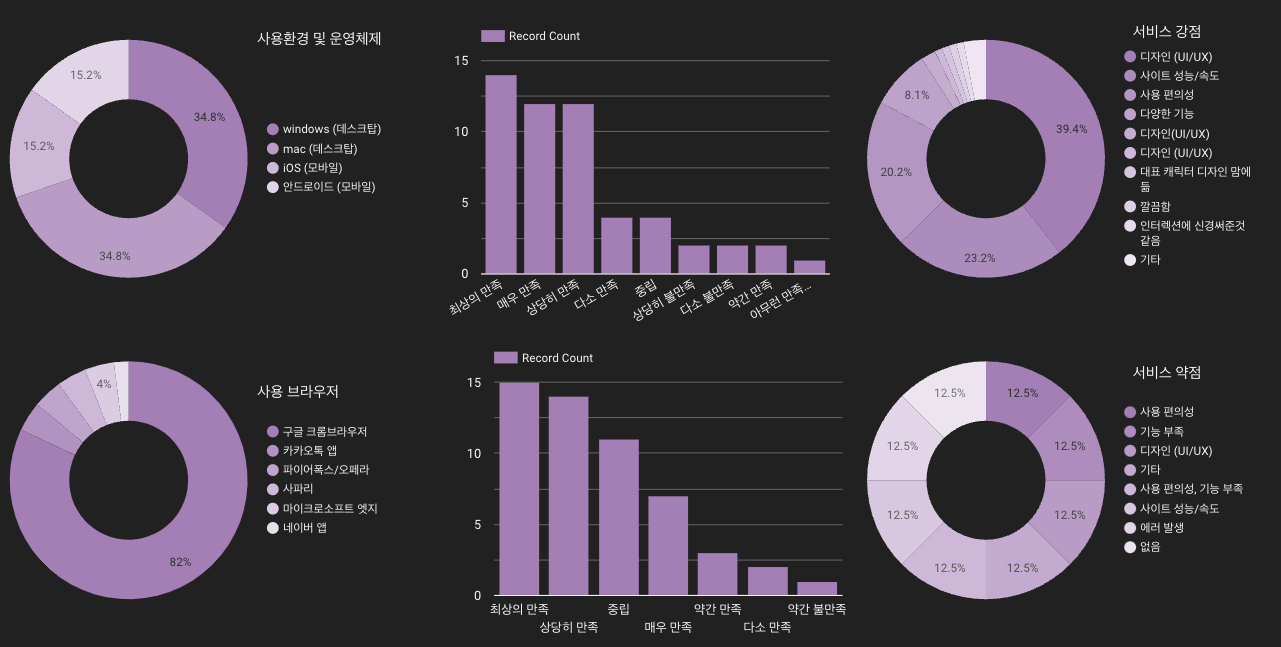 사용환경 및 운영체제
34.8%
34.8%
15.2%
15.2%
windows (데스크탑)
mac (데스크탑)
iOS (모바일)
안드로이드 (모바일)
Record Count
15
10
5
0
최상의 만족
매우 만족
상당히 만족
다소 만족
중립
상당히 불만족
다소 불만족
약간 만족
아무런 만족...
서비스 강점
39.4%
23.2%
20.2%
8.1%
디자인 (UI/UX)
사이트 성능/속도
사용 편의성
다양한 기능
디자인(UI/UX)
디자인 (UI/UX)
대표 캐릭터 디자인 맘에
듦
깔끔함
인터렉션에 신경써준것
같음
기타
사용 브라우저
82%
4%
구글 크롬브라우저
카카오톡 앱
파이어폭스/오페라
사파리
마이크로소프트 엣지
네이버 앱
Record Count
15
10
5
0
최상의 만족
상당히 만족
중립
매우 만족
약간 만족
다소 만족
약간 불만족
서비스 약점
12.5%
12.5%
12.5%
12.5%
12.5%
12.5%
12.5%
12.5%
사용 편의성
기능 부족
디자인 (UI/UX)
기타
사용 편의성, 기능 부족
사이트 성능/속도
에러 발생
없음